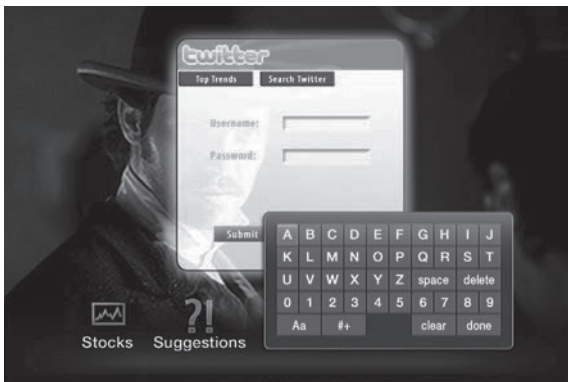 twitter
Top Trends Search Twitter
Username:
Password:
Submit
A B C D E F G H I J
K L M N O P Q R S T
U V W X Y Z space delete
0 1 2 3 4 5 6 7 8 9
Aa #+ clear done
?!
Stocks Suggestions